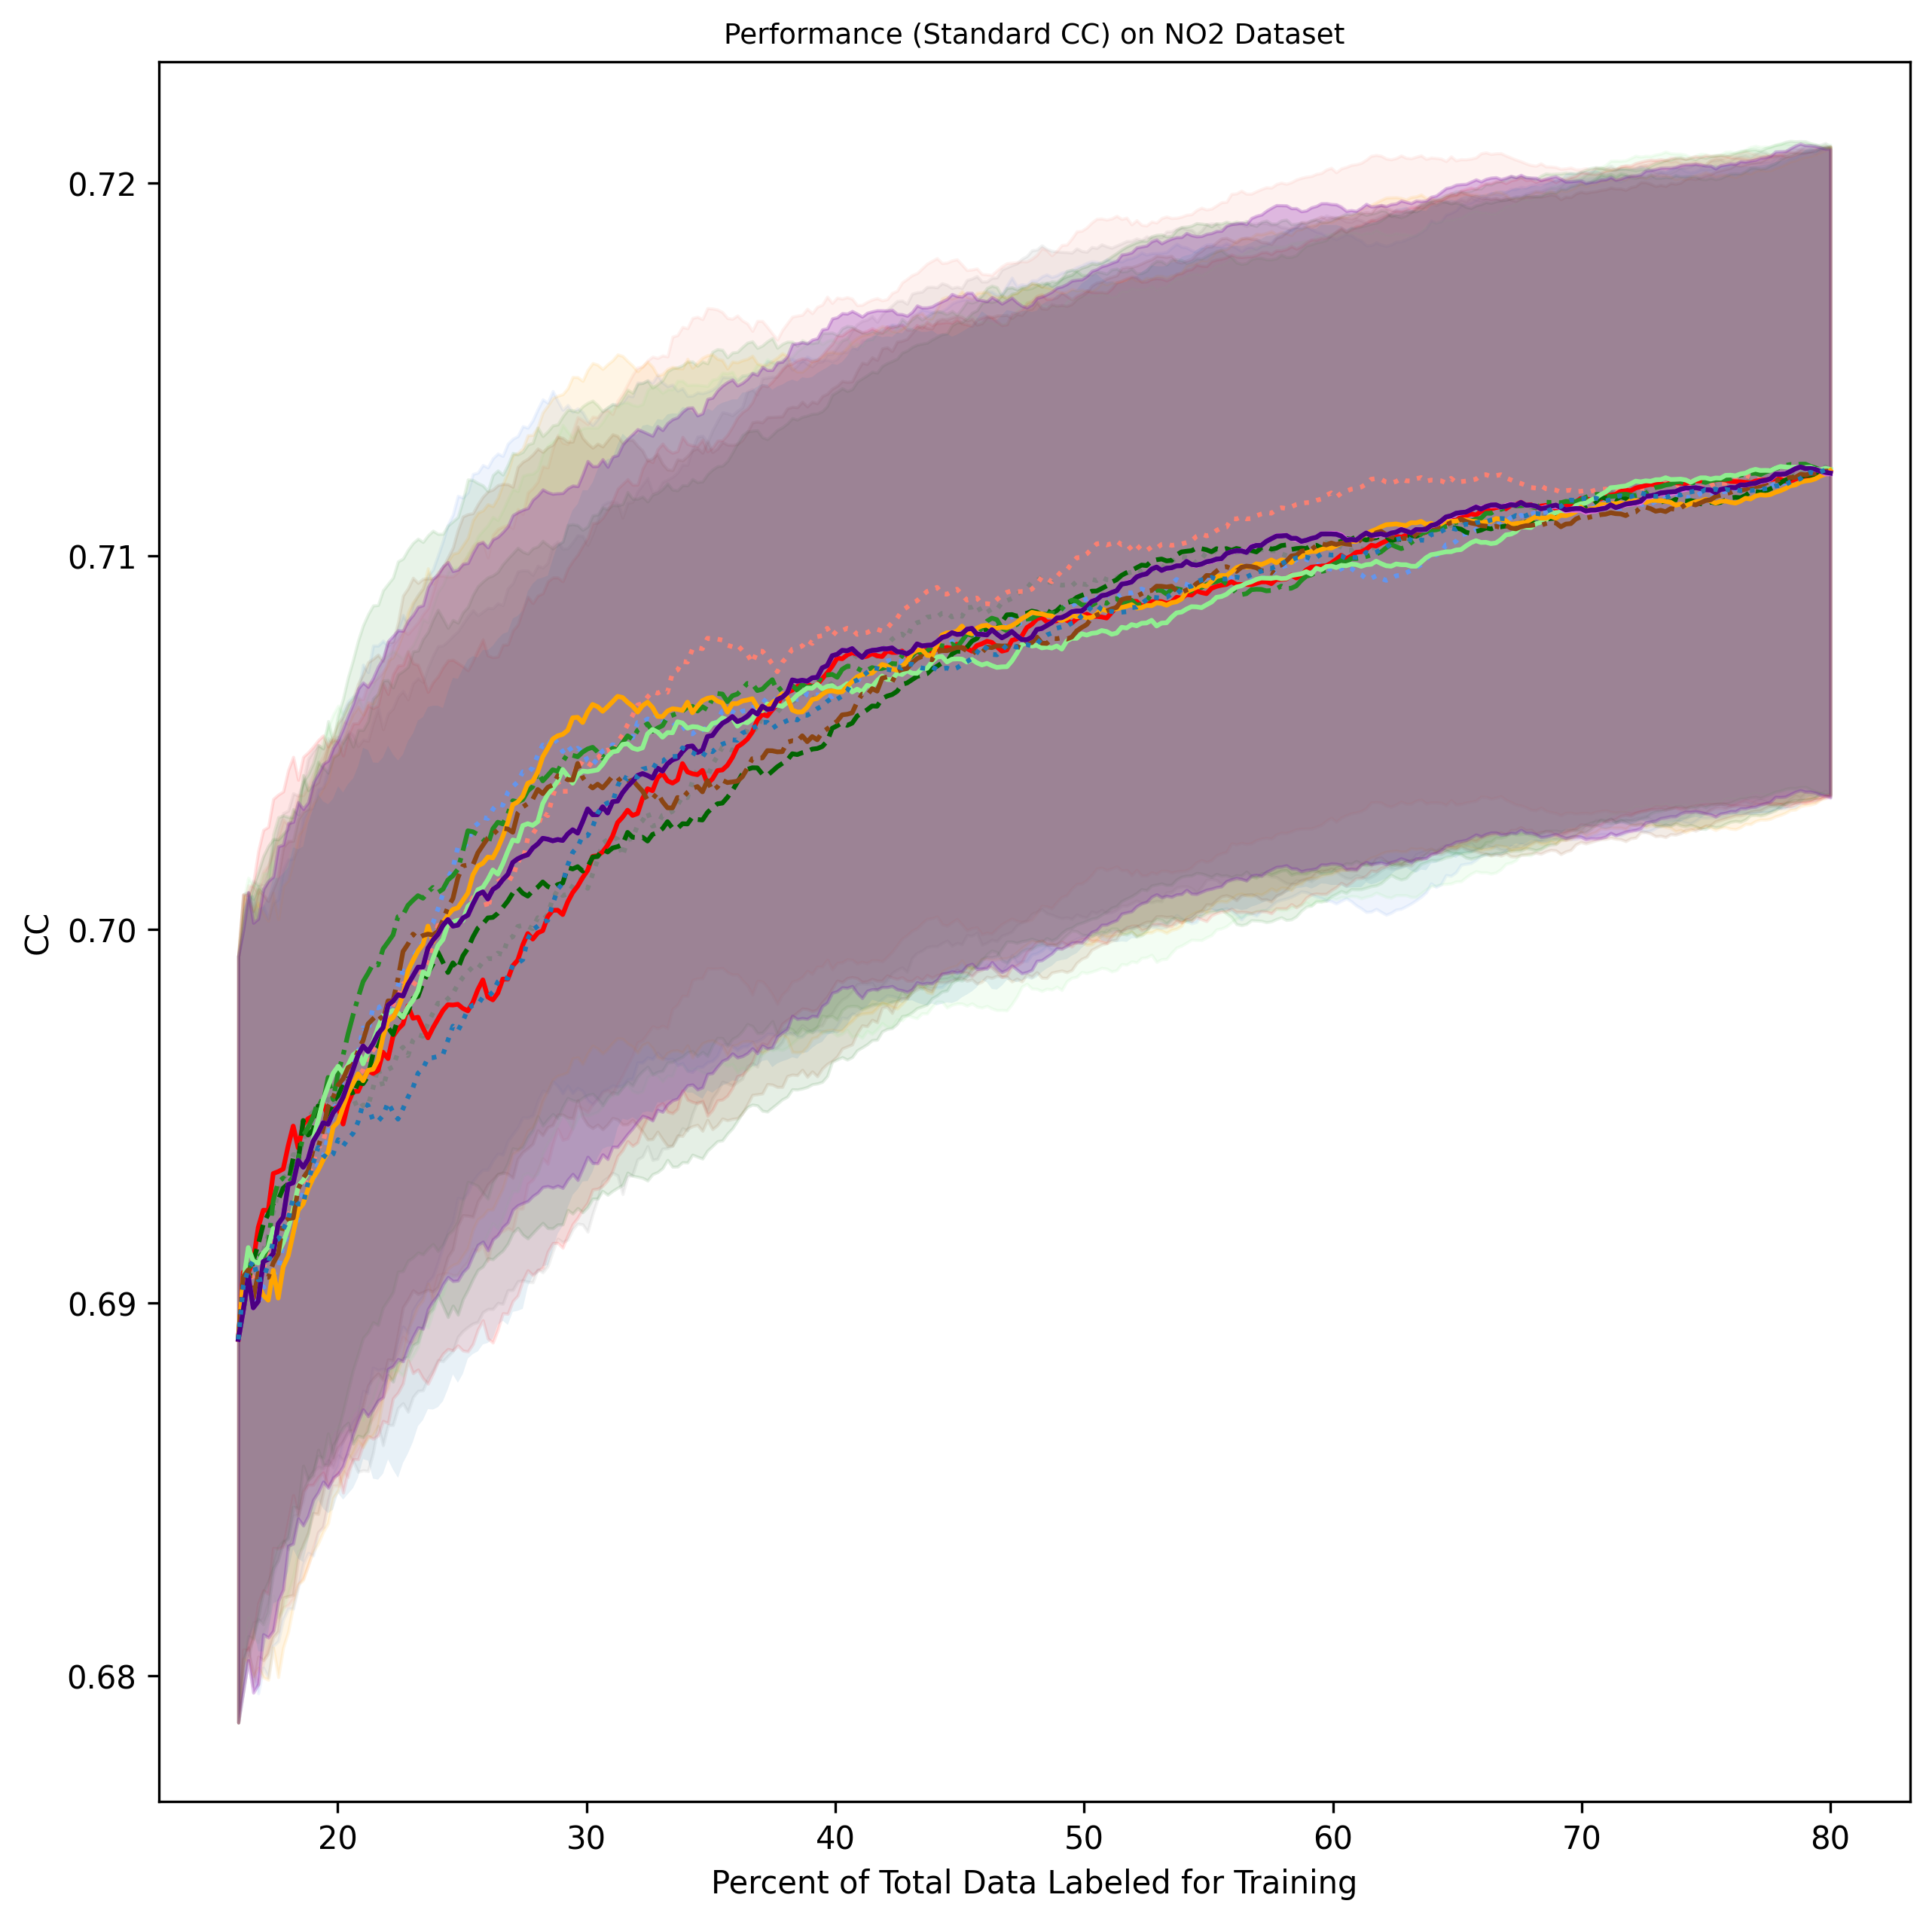 Performance (Standard CC) on NO2 Dataset
0.72
0.71
0.70
0.69
0.68
CC
20 30 40 50 60 70 80
Percent of Total Data Labeled for Training